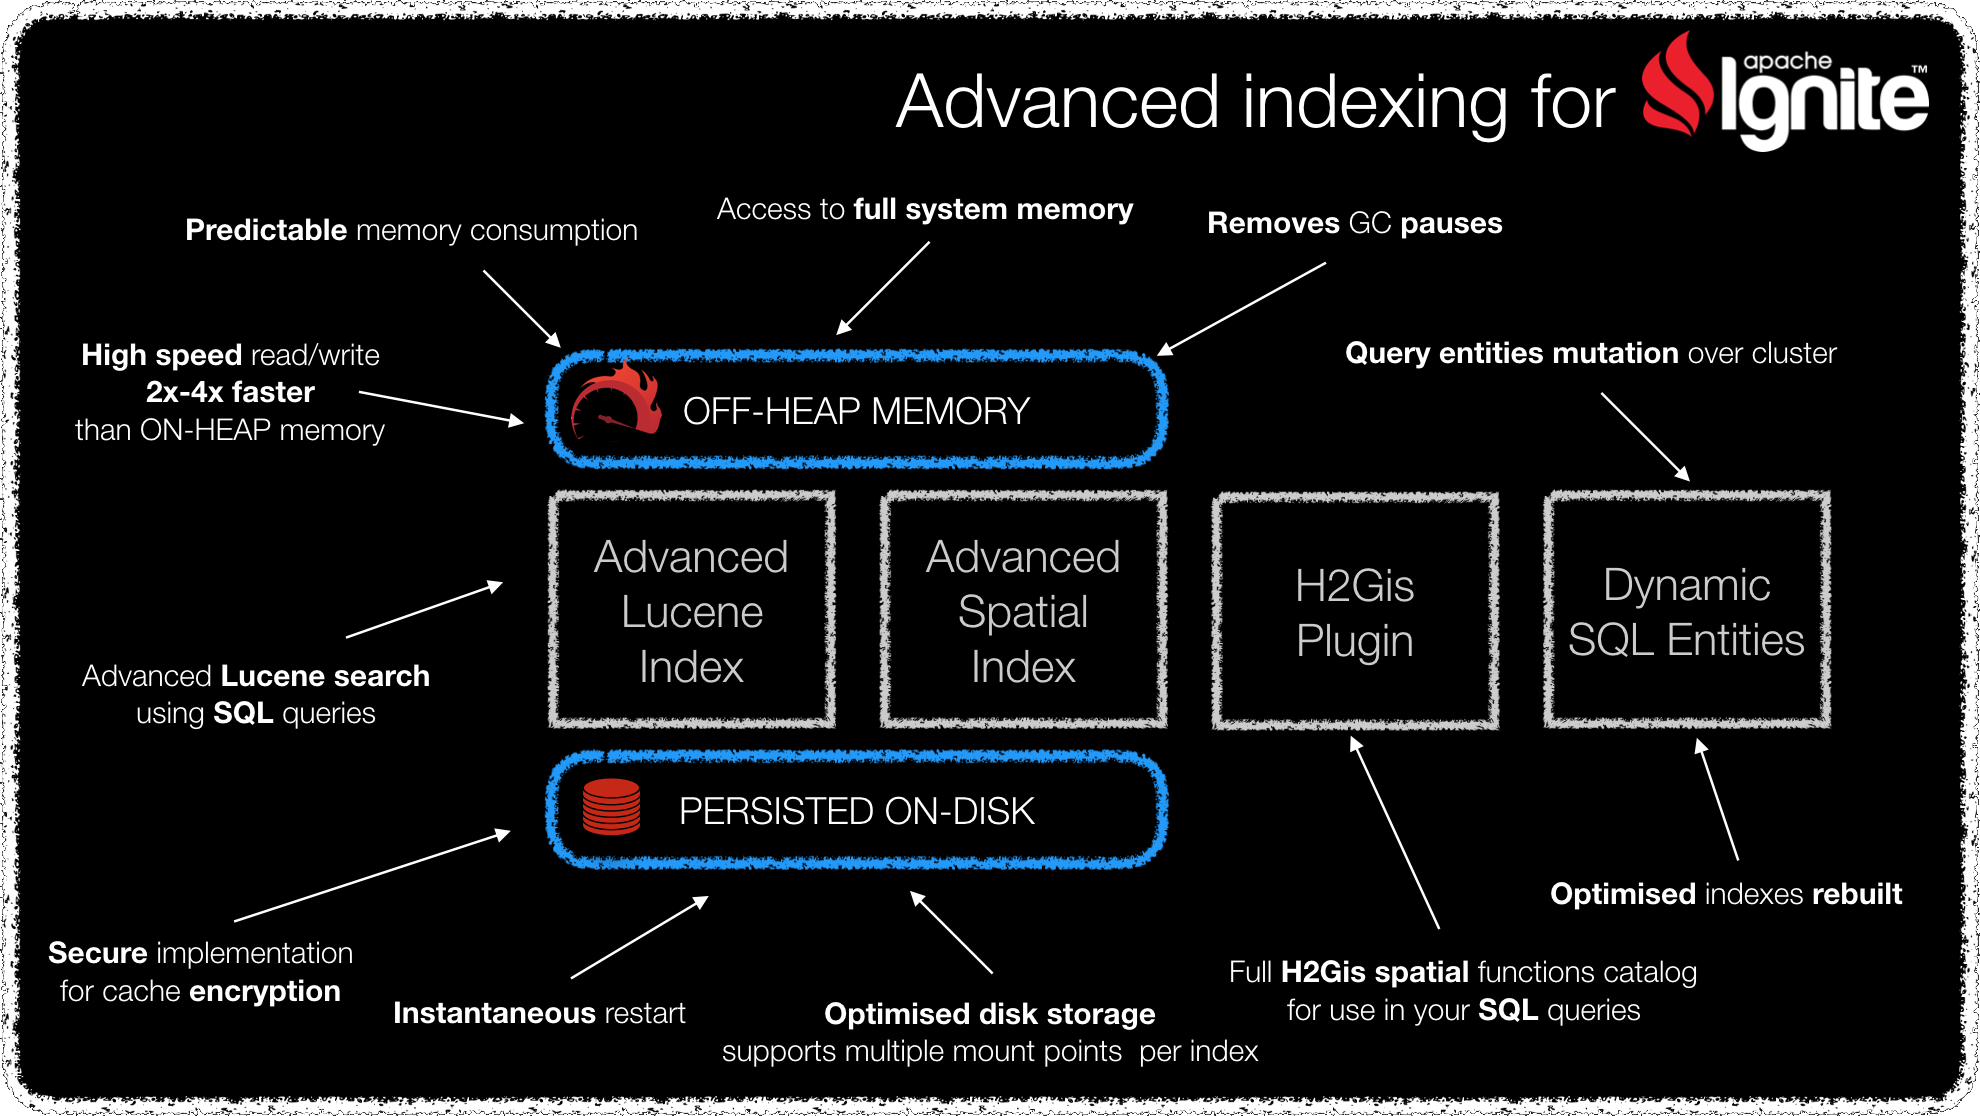 Advanced indexing for apache Ignite™
Predictable memory consumption
Access to full system memory
Removes GC pauses
High speed read/write
2x-4x faster
than ON-HEAP memory
Query entities mutation over cluster
OFF-HEAP MEMORY
Advanced
Lucene
Index
Advanced
Spatial
Index
H2Gis
Plugin
Dynamic
SQL Entities
Advanced Lucene search
using SQL queries
PERSISTED ON-DISK
Optimised indexes rebuilt
Secure implementation
for cache encryption
Instantaneous restart
Optimised disk storage
supports multiple mount points  per index
Full H2Gis spatial functions catalog
for use in your SQL queries